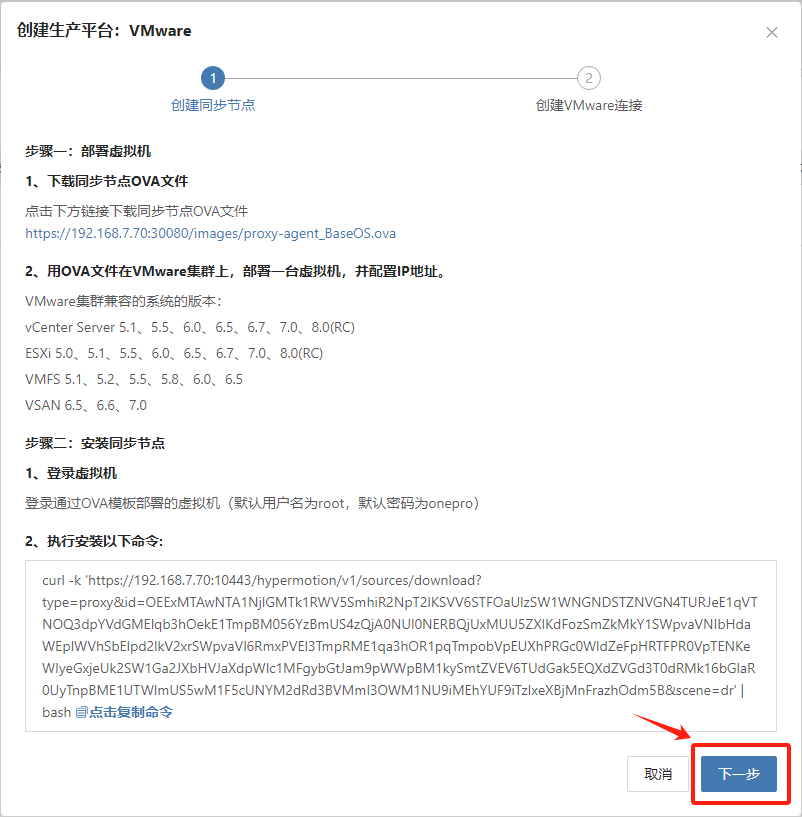 创建生产平台：VMware
1
2
创建同步节点
创建VMware连接
步骤一：部署虚拟机
1、下载同步节点OVA文件
点击下方链接下载同步节点OVA文件
https://192.168.7.70:30080/images/proxy-agent_BaseOS.ova
2、用OVA文件在VMware集群上，部署一台虚拟机，并配置IP地址。
VMware集群兼容的系统的版本：
vCenter Server 5.1、5.5、6.0、6.5、6.7、7.0、8.0(RC)
ESXi 5.0、5.1、5.5、6.0、6.5、6.7、7.0、8.0(RC)
VMFS 5.1、5.2、5.5、5.8、6.0、6.5
VSAN 6.5、6.6、7.0
步骤二：安装同步节点
1、登录虚拟机
登录通过OVA模板部署的虚拟机（默认用户名为root，默认密码为onepro）
2、执行安装以下命令:
curl -k 'https://192.168.7.70:10443/hypermotion/v1/sources/download?
type=proxy&id=OEExMTAwNTA1NjlGMTk1RWV5SmhiR2NpT2lKSVV6STFOaUlzSW1WNGNDSTZNVGN4TURJeE1qVT
NOQ3dpYVdGMElqb3hOekE1TmpBM056YzBmUS4zQjA0NUI0NERBQjUxMUU5ZXlKdFozSmZkMkY1SWpvaVNIbHda
WEpIWVhSbElpd2lkV2xrSWpvaVl6RmxPVEl3TmpRME1qa3hOR1pqTmpobVpEUXhPRGc0WldZeFpHRTFPR0VpTENKe
WlyeGxjeUk2SW1Ga2JXbHVJaXdpWlc1MFgybGtJam9pWWpBM1kySmtZVEV6TUdGak5EQXdZVGd3T0dRMk16bGlaR
0UyTnpBME1UTWlmUS5wM1F5cUNYM2dRd3BVMmI3OWM1NU9iMEhYUF9iTzlxeXBjMnFrazhOdm5B&scene=dr' |
bash 点击复制命令
取消
下一步